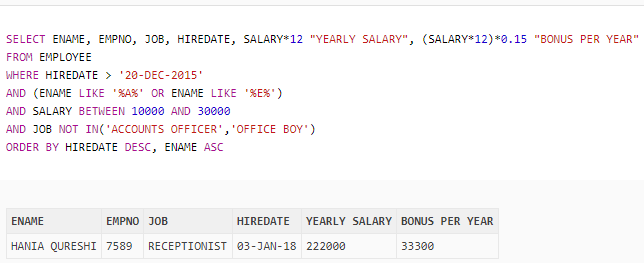 SELECT ENAME, EMPNO, JOB, HIREDATE, SALARY*12 "YEARLY SALARY", (SALARY*12)*0.15 "BONUS PER YEAR"
FROM EMPLOYEE
WHERE HIREDATE > '20-DEC-2015'
AND (ENAME LIKE '%A%' OR ENAME LIKE '%E%')
AND SALARY BETWEEN 10000 AND 30000
AND JOB NOT IN('ACCOUNTS OFFICER','OFFICE BOY')
ORDER BY HIREDATE DESC, ENAME ASC
ENAME EMPNO JOB HIREDATE YEARLY SALARY BONUS PER YEAR
HANIA QURESHI 7589 RECEPTIONIST 03-JAN-18 222000 33300